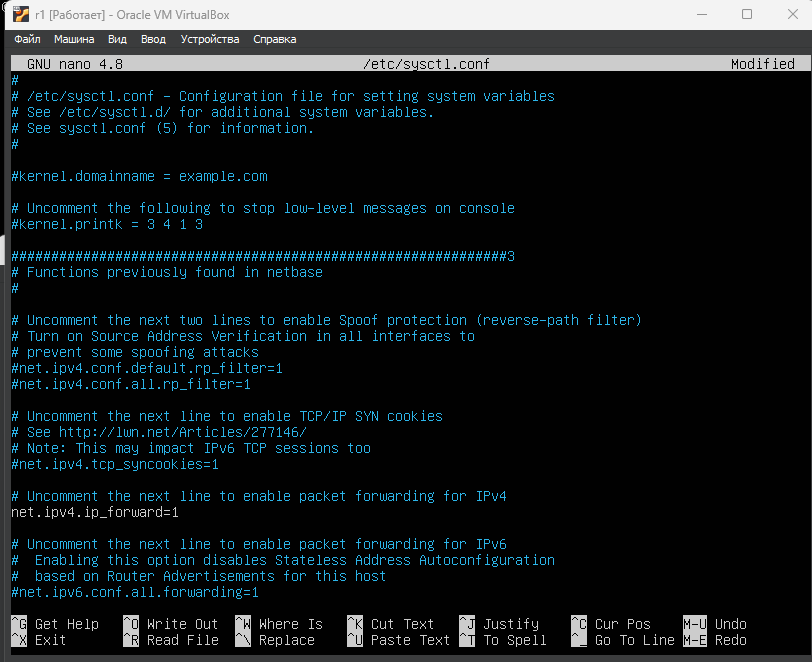 r1 [Работает] - Oracle VM VirtualBox
Файл Машина Вид Ввод Устройства Справка
GNU nano 4.8 /etc/sysctl.conf Modified
#
# /etc/sysctl.conf - Configuration file for setting system variables
# See /etc/sysctl.d/ for additional system variables.
# See sysctl.conf (5) for information.
#
#kernel.domainname = example.com
# Uncomment the following to stop low-level messages on console
#kernel.printk = 3 4 1 3
##############################################################3
# Functions previously found in netbase
#
# Uncomment the next two lines to enable Spoof protection (reverse-path filter)
# Turn on Source Address Verification in all interfaces to
# prevent some spoofing attacks
#net.ipv4.conf.default.rp_filter=1
#net.ipv4.conf.all.rp_filter=1
# Uncomment the next line to enable TCP/IP SYN cookies
# See http://lwn.net/Articles/277146/
# Note: This may impact IPv6 TCP sessions too
#net.ipv4.tcp_syncookies=1
# Uncomment the next line to enable packet forwarding for IPv4
net.ipv4.ip_forward=1
# Uncomment the next line to enable packet forwarding for IPv6
#  Enabling this option disables Stateless Address Autoconfiguration
#  based on Router Advertisements for this host
#net.ipv6.conf.all.forwarding=1
^G Get Help ^O Write Out ^W Where Is ^K Cut Text ^J Justify ^C Cur Pos M-U Undo
^X Exit ^R Read File ^\ Replace ^U Paste Text ^T To Spell ^_ Go To Line M-E Redo